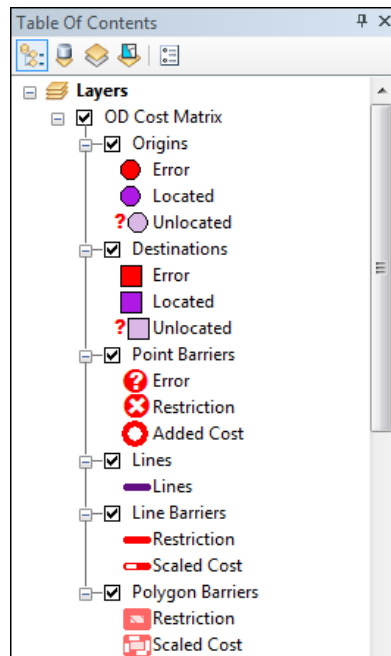 Table Of Contents
Layers
OD Cost Matrix
Origins
Error
Located
? Unlocated
Destinations
Error
Located
? Unlocated
Point Barriers
? Error
Restriction
Added Cost
Lines
Lines
Line Barriers
Restriction
Scaled Cost
Polygon Barriers
Restriction
Scaled Cost